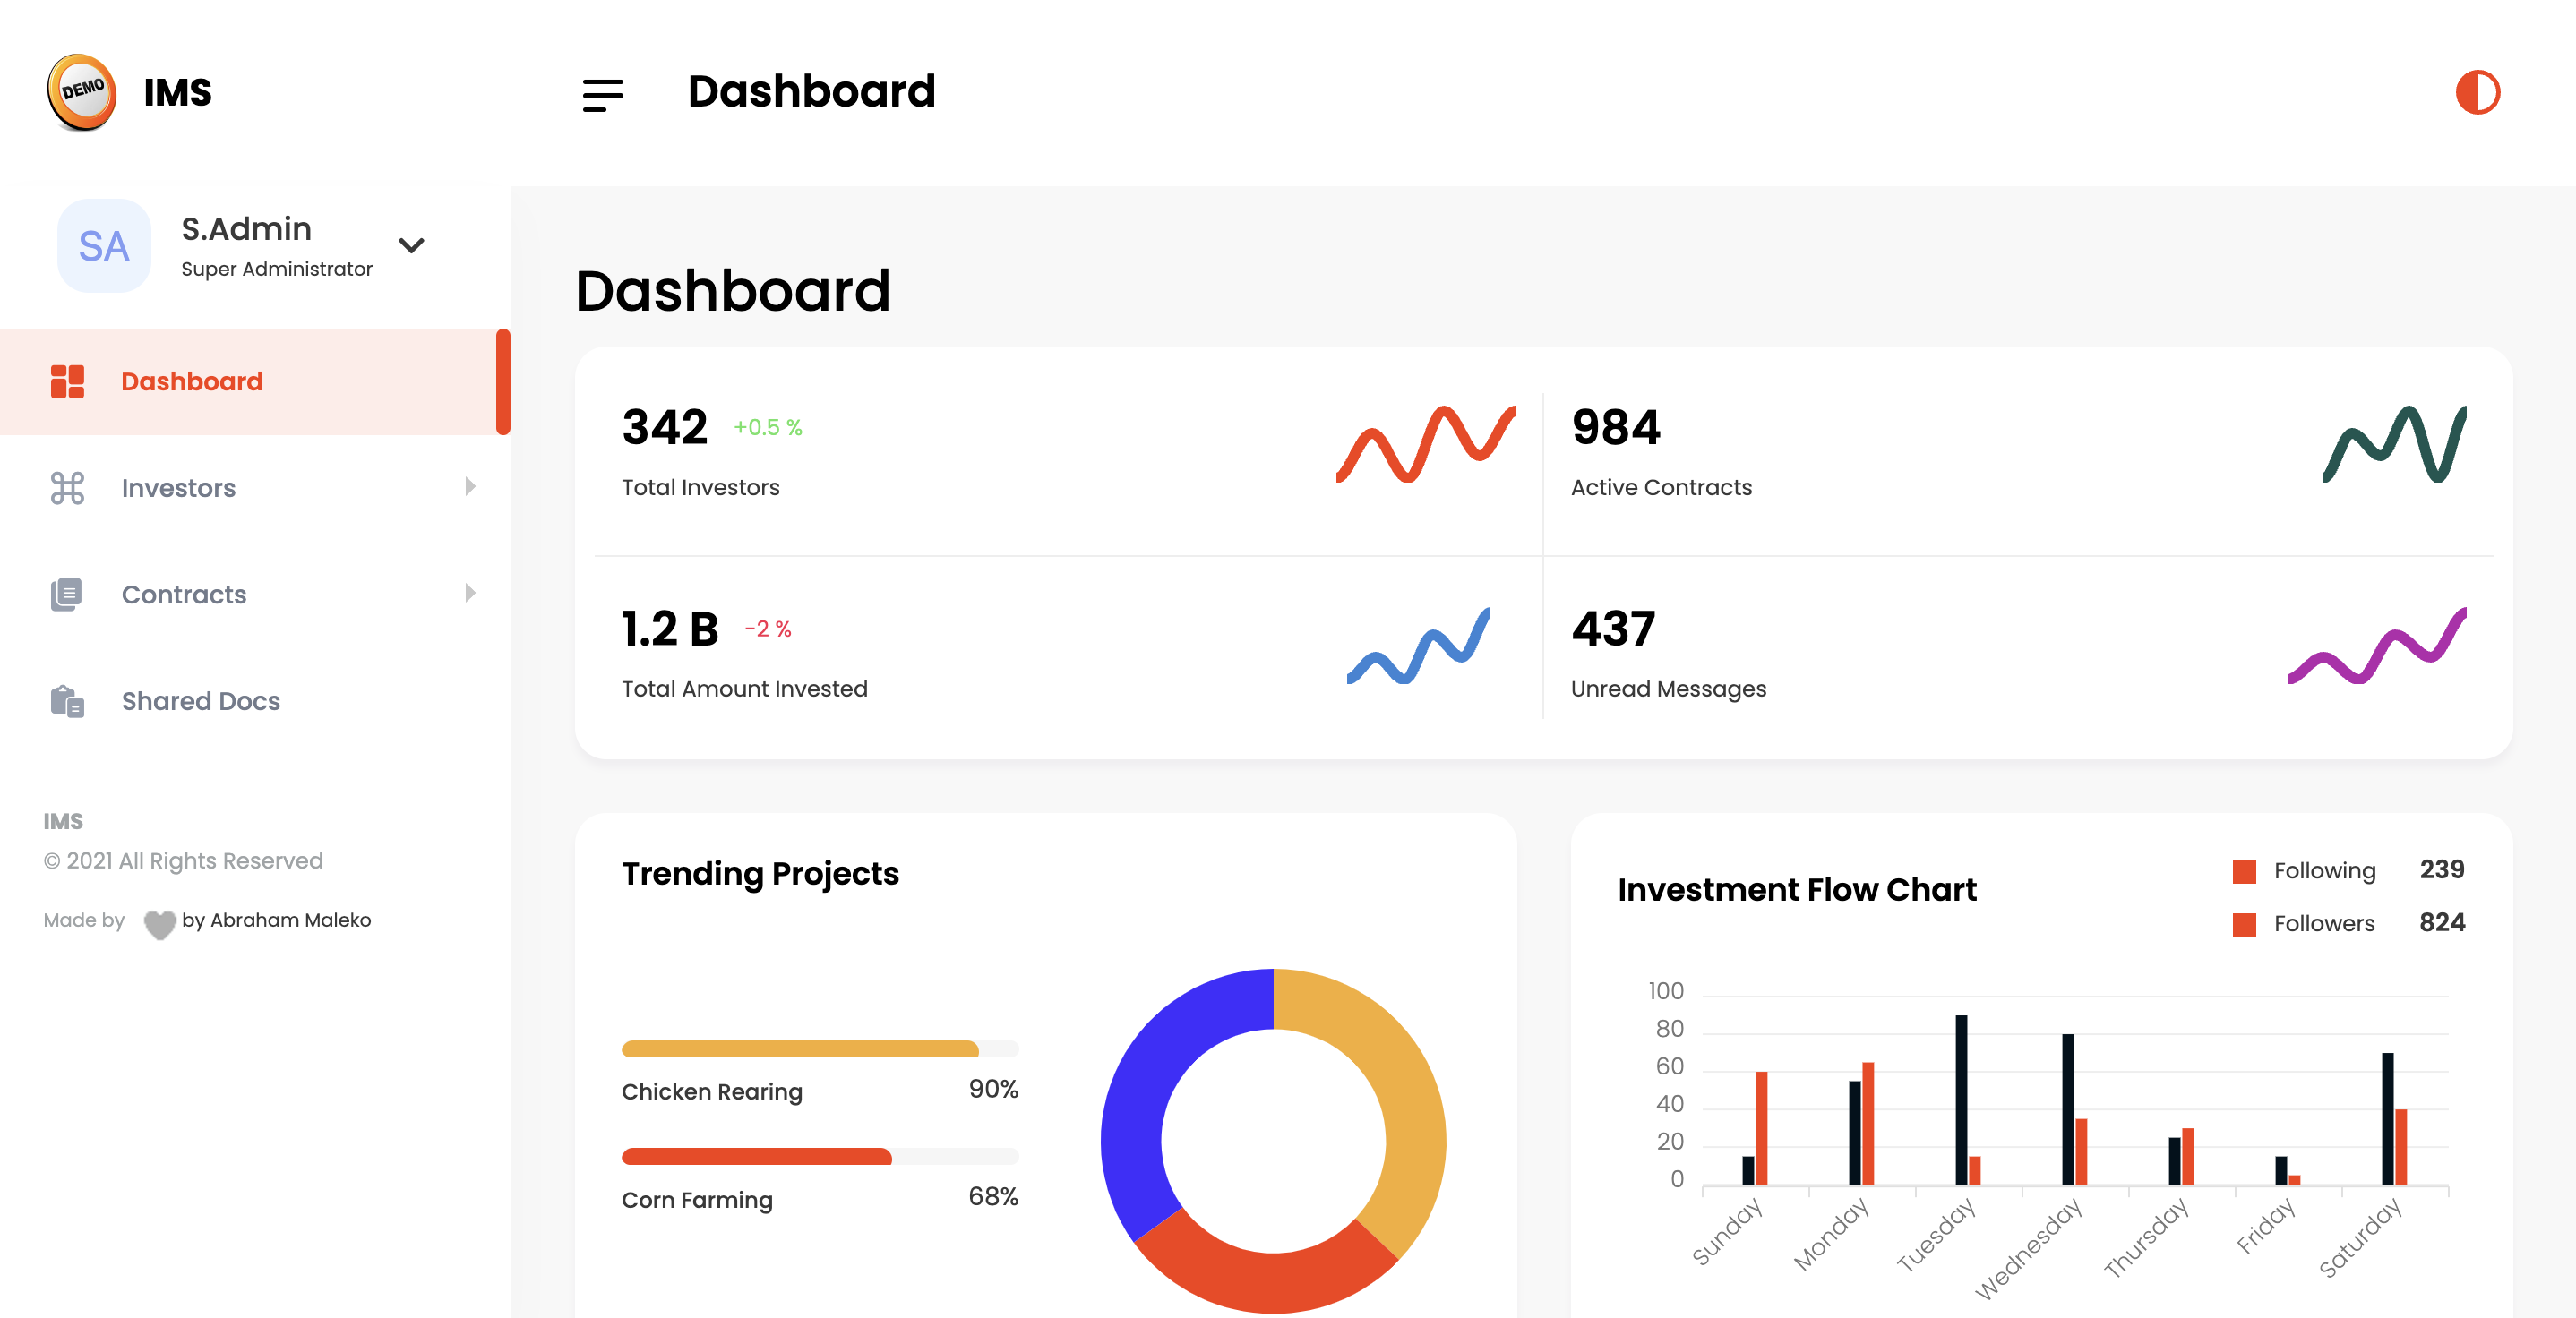 DEMO
IMS
Dashboard
SA
S.Admin
Super Administrator
Dashboard
Investors
Contracts
Shared Docs
IMS
© 2021 All Rights Reserved
Made by by Abraham Maleko
Dashboard
342 +0.5 %
Total Investors
984
Active Contracts
1.2 B -2 %
Total Amount Invested
437
Unread Messages
Trending Projects
Chicken Rearing 90%
Corn Farming 68%
Investment Flow Chart
Following 239
Followers 824
100
80
60
40
20
0
Sunday
Monday
Tuesday
Wednesday
Thursday
Friday
Saturday